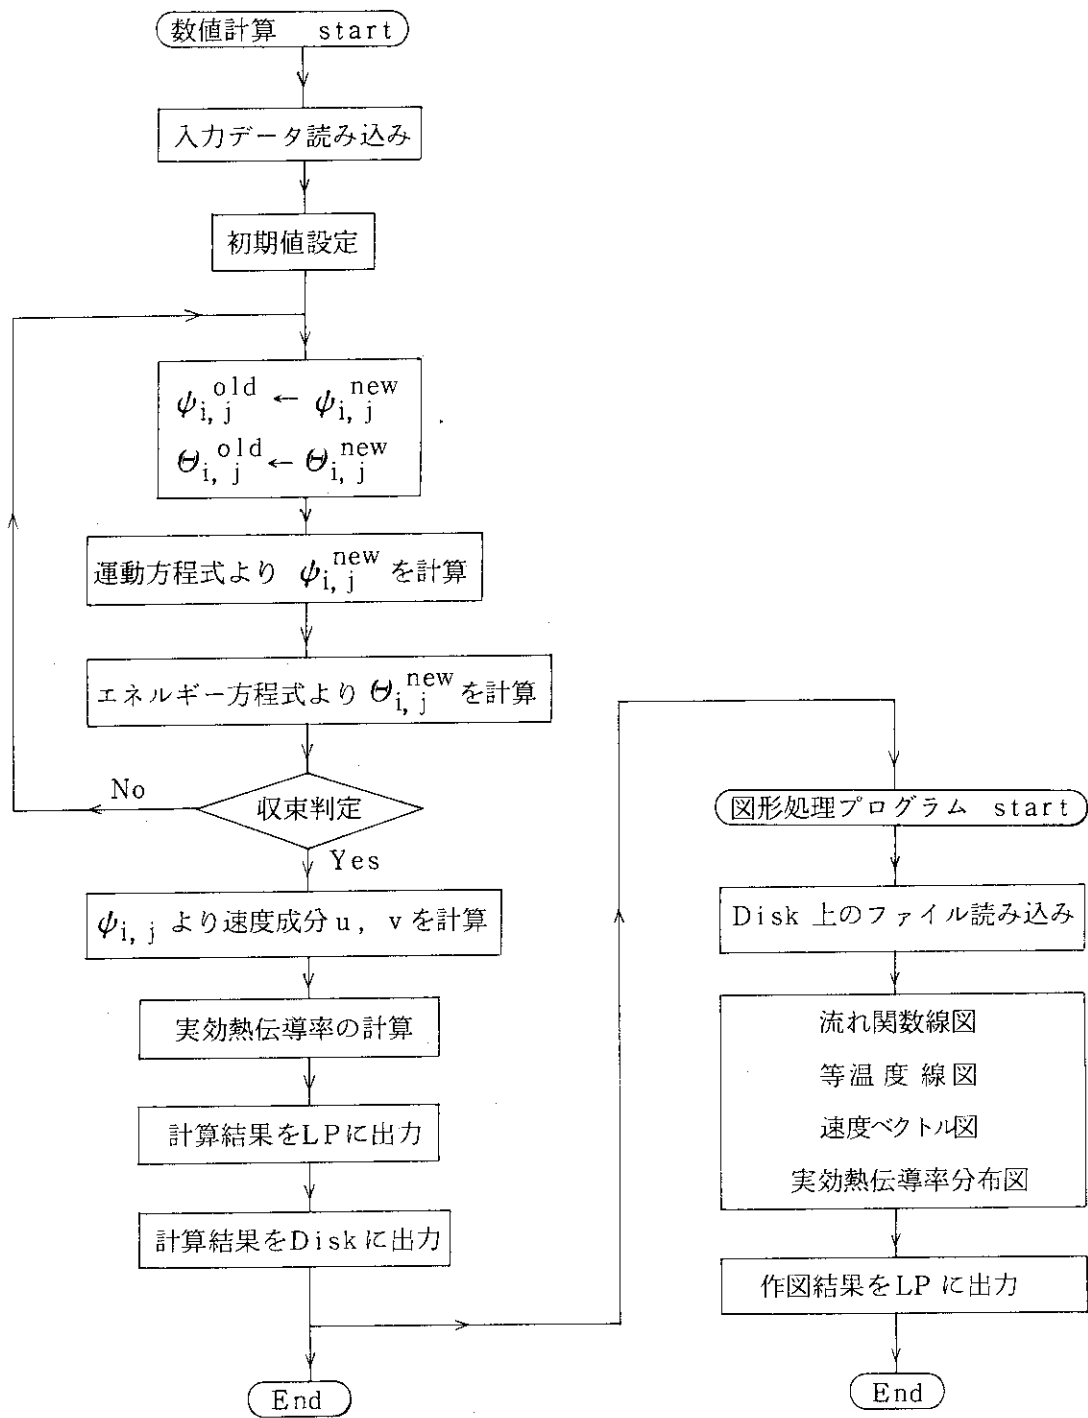 数値計算 start
入力データ読み込み
初期値設定
ψi, j old ← ψi, j new
Θi, j old ← Θi, j new
運動方程式より ψi, j new を計算
エネルギー方程式より Θi, j new を計算
収束判定
No
Yes
ψi, j より速度成分u, vを計算
実効熱伝導率の計算
計算結果をLPに出力
計算結果をDiskに出力
End
図形処理プログラム start
Disk 上のファイル読み込み
流れ関数線図
等温度線図
速度ベクトル図
実効熱伝導率分布図
作図結果をLPに出力
End